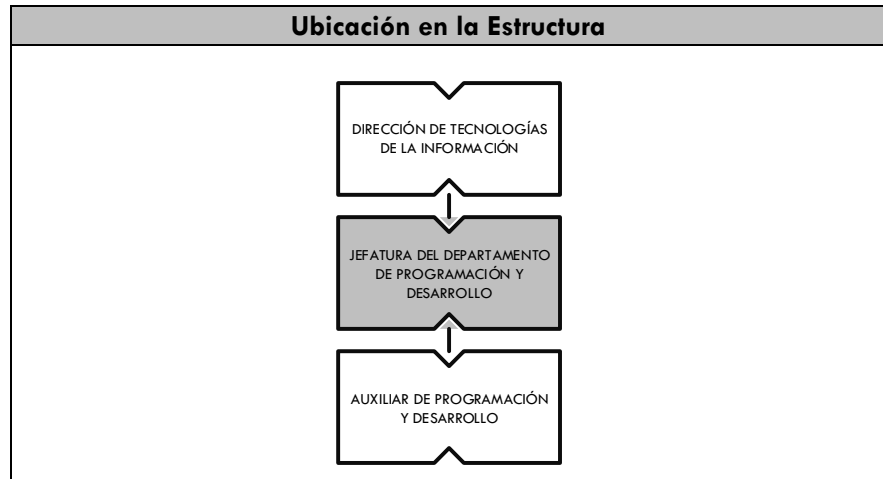 Ubicación en la Estructura
DIRECCIÓN DE TECNOLOGÍAS
DE LA INFORMACIÓN
JEFATURA DEL DEPARTAMENTO
DE PROGRAMACIÓN Y
DESARROLLO
AUXILIAR DE PROGRAMACIÓN
Y DESARROLLO